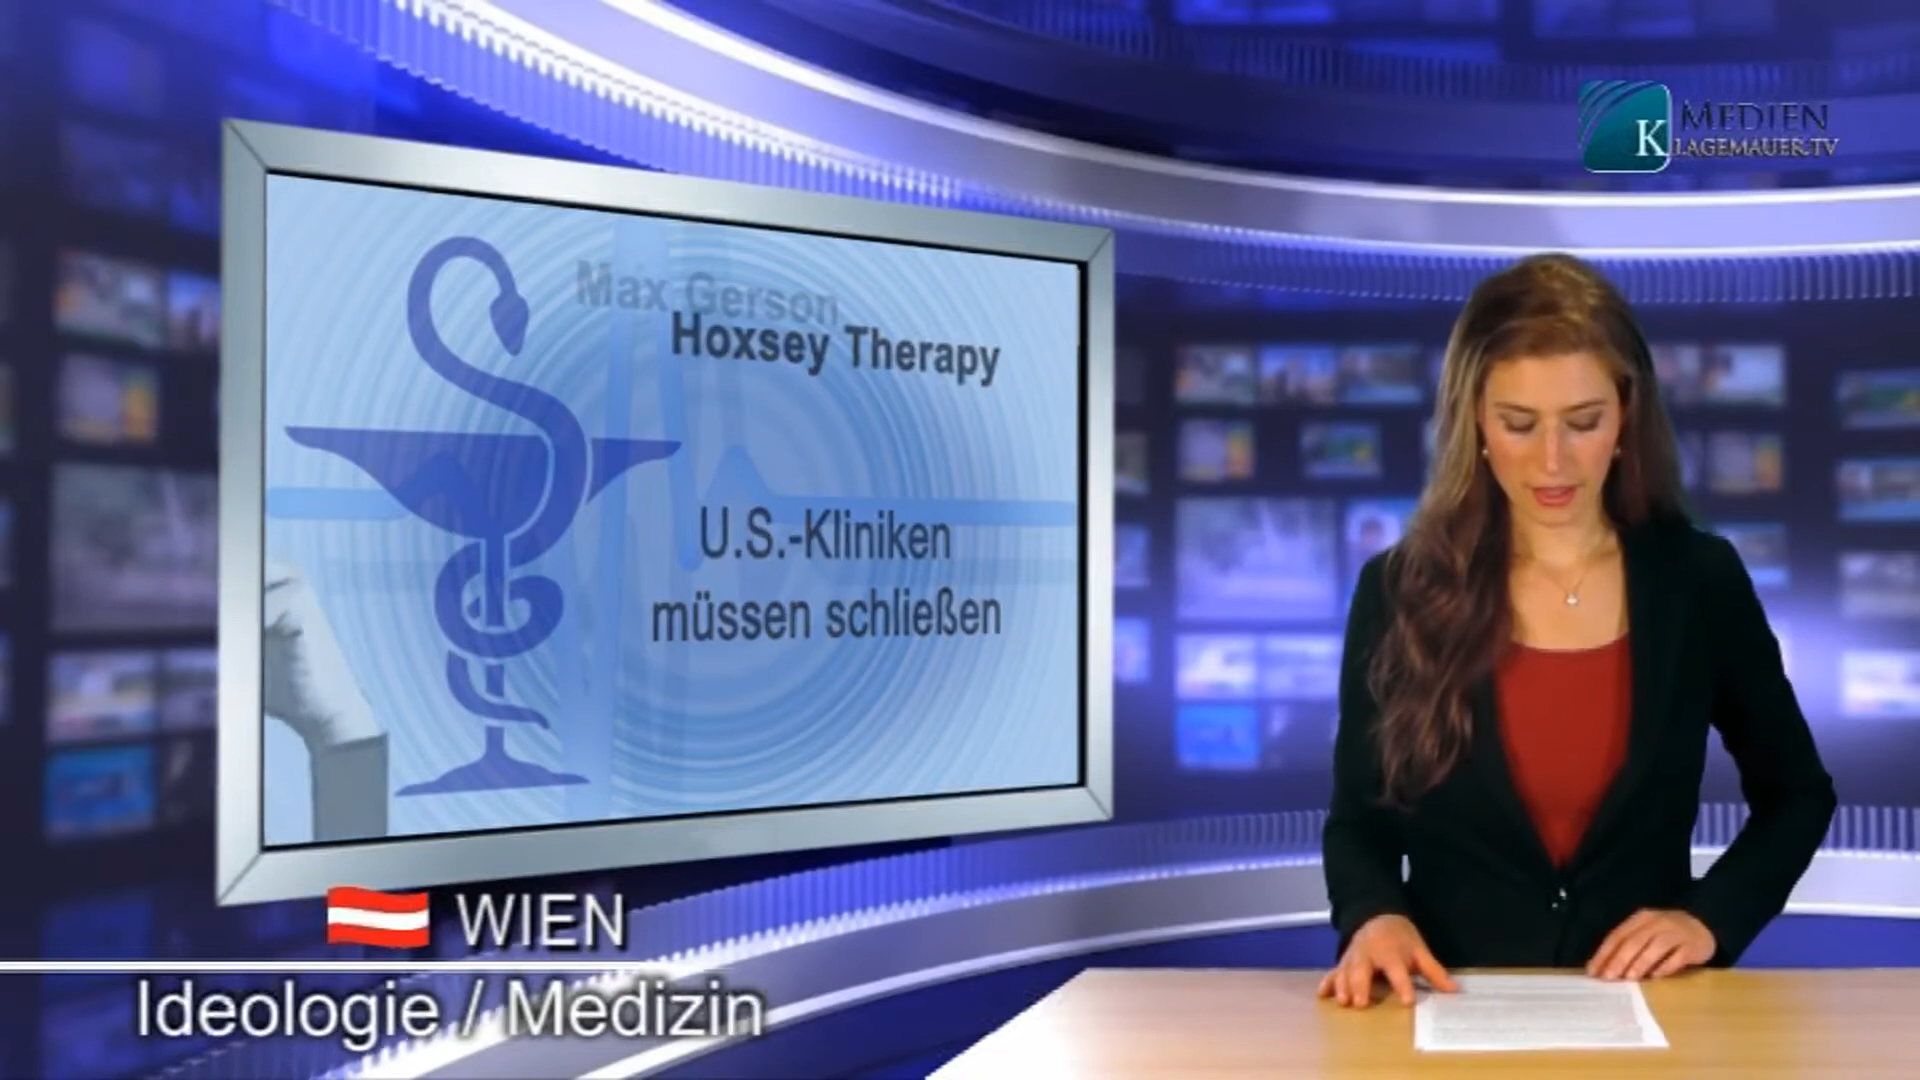 MEDIEN
KLAGEMAUER.TV
Max Gerson
Hoxsey Therapy
U.S.-Kliniken
müssen schließen
WIEN
Ideologie / Medizin